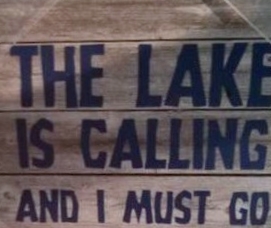 THE LAKE
IS CALLING
AND I MUST GO